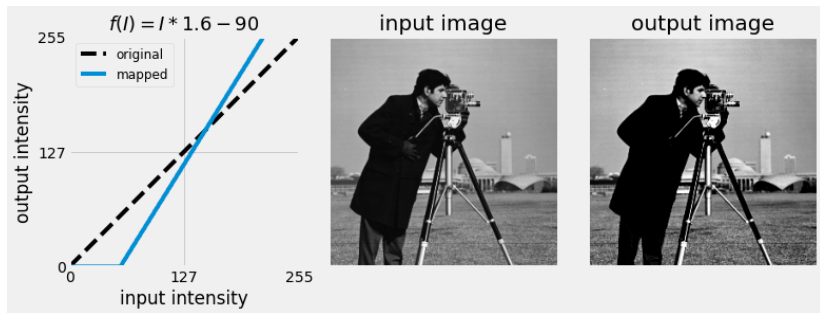 f(I) = I * 1.6 − 90
255
original
mapped
127
0
0
127
255
output intensity
input intensity
input image
output image